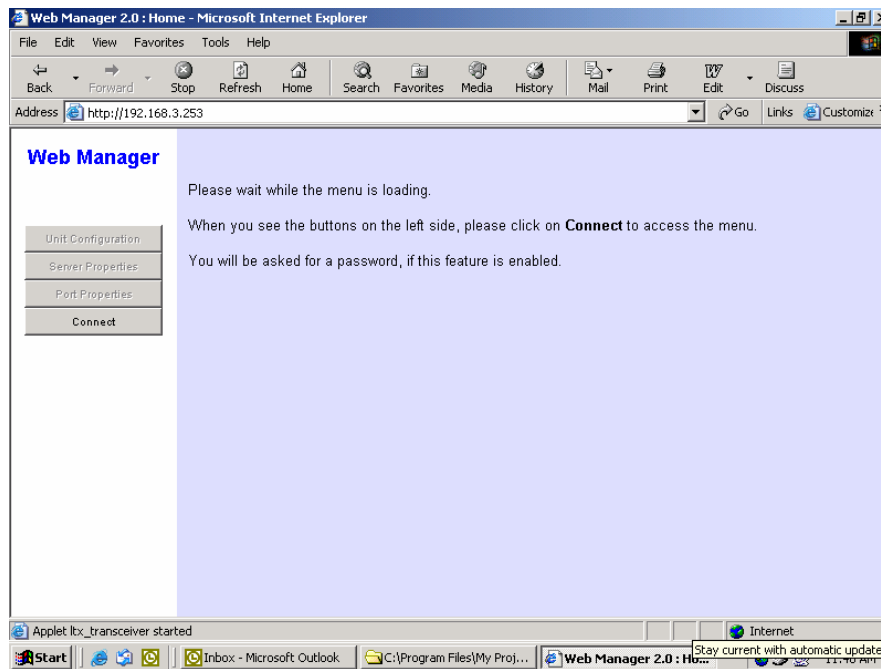 Web Manager 2.0 : Home - Microsoft Internet Explorer
File Edit View Favorites Tools Help
Back Forward Stop Refresh Home Search Favorites Media History Mail Print Edit Discuss
Address http://192.168.3.253 Go Links Customize
Web Manager
Please wait while the menu is loading.
When you see the buttons on the left side, please click on Connect to access the menu.
You will be asked for a password, if this feature is enabled.
Unit Configuration
Server Properties
Port Properties
Connect
Applet ltx_transceiver started Internet
Stay current with automatic update
Start Inbox - Microsoft Outlook C:\Program Files\My Proj... Web Manager 2.0 : Ho...